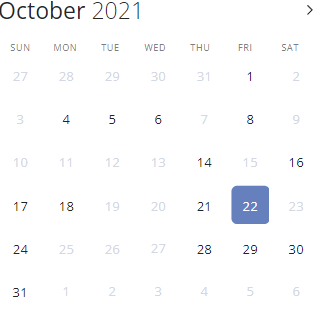 October 2021
SUN MON TUE WED THU FRI SAT
27 28 29 30 31 1 2
3 4 5 6 7 8 9
10 11 12 13 14 15 16
17 18 19 20 21 22 23
24 25 26 27 28 29 30
31 1 2 3 4 5 6